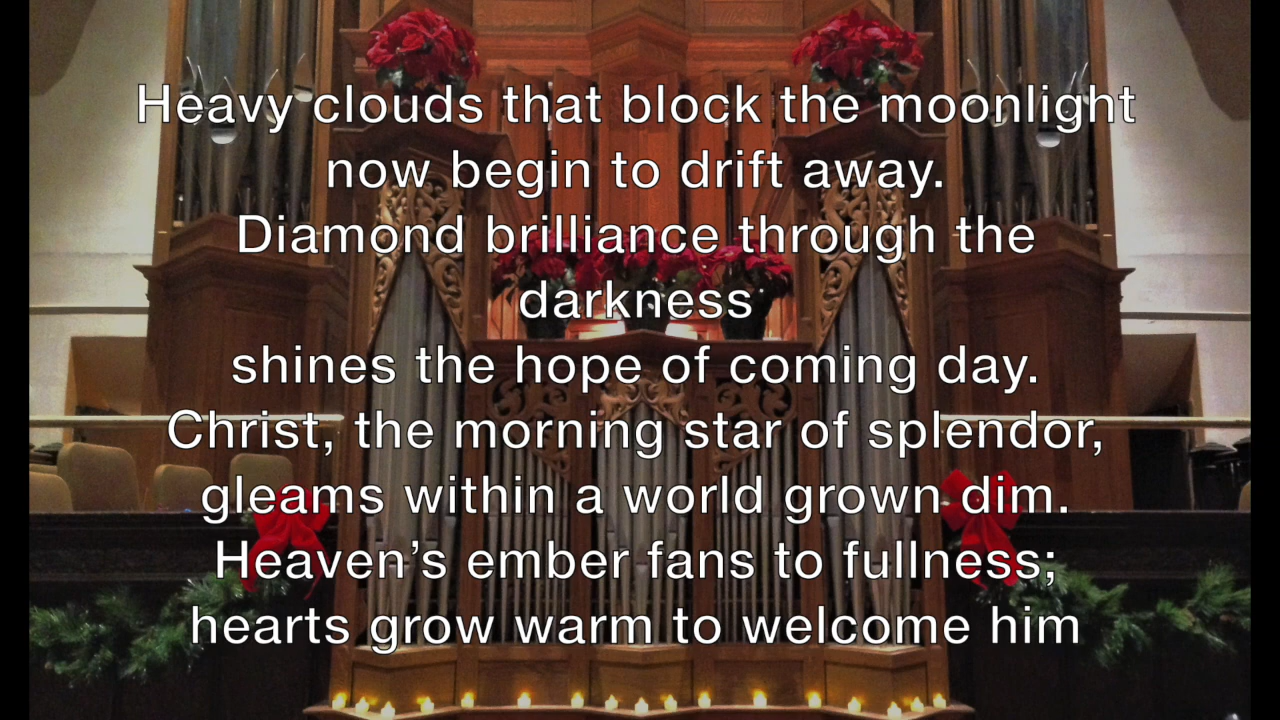 Heavy clouds that block the moonlight
now begin to drift away.
Diamond brilliance through the
darkness
shines the hope of coming day.
Christ, the morning star of splendor,
gleams within a world grown dim.
Heaven’s ember fans to fullness;
hearts grow warm to welcome him